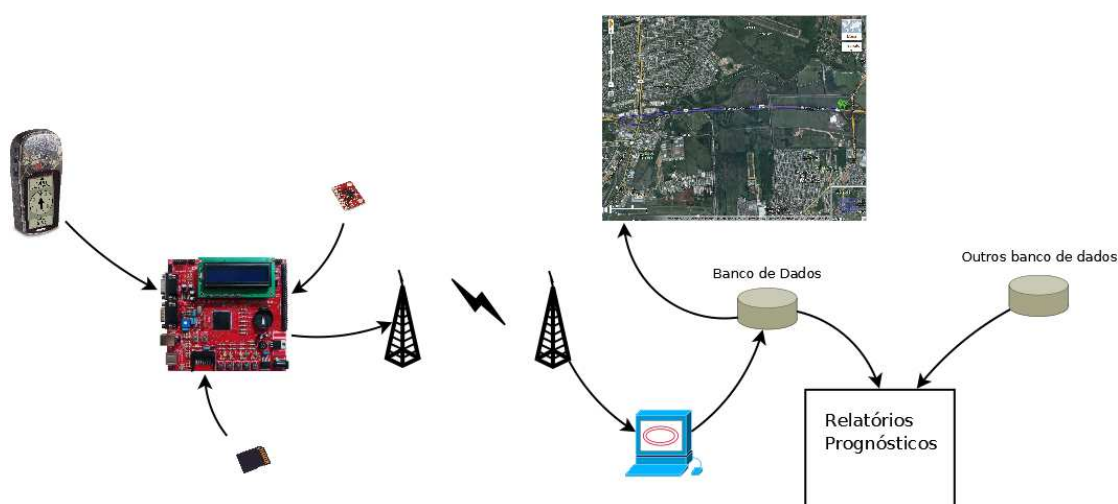 Banco de Dados
Outros banco de dados
Relatórios
Prognósticos